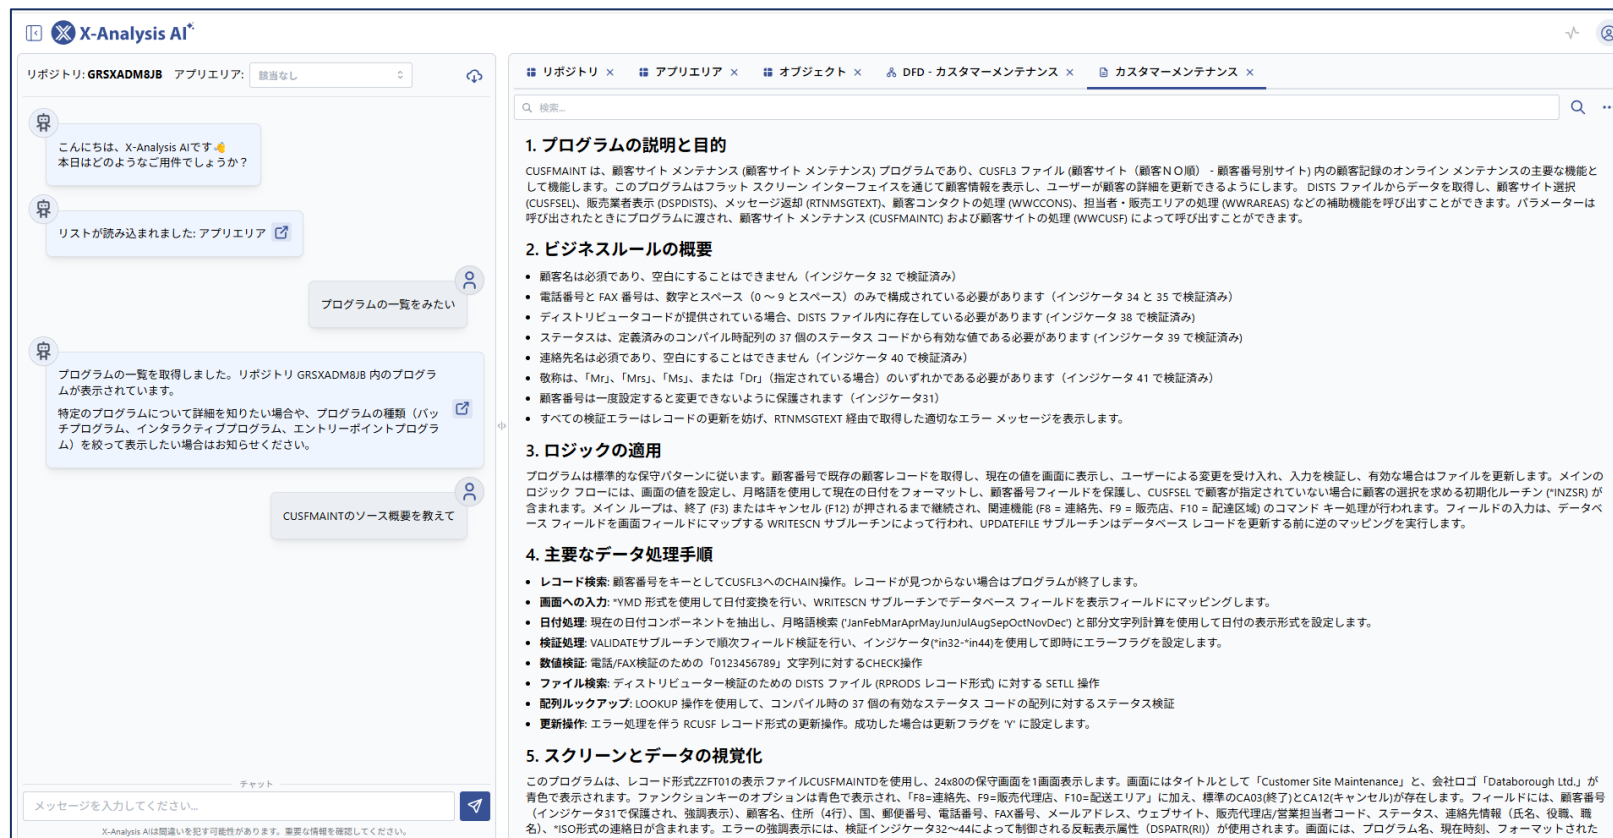 X-Analysis AI
リポジトリ: GRSXADM8JB アプリエリア: 該当なし
こんにちは、X-Analysis AIです👋
本日はどのようなご用件でしょうか？
リストが読み込まれました: アプリエリア
プログラムの一覧をみたい
プログラムの一覧を取得しました。リポジトリ GRSXADM8JB 内のプログラ
ムが表示されています。
特定のプログラムについて詳細を知りたい場合や、プログラムの種類（バッ
チプログラム、インタラクティブプログラム、エントリーポイントプログラ
ム）を絞って表示したい場合はお知らせください。
CUSFMAINTのソース概要を教えて
チャット
メッセージを入力してください...
X-Analysis AIは間違いを犯す可能性があります。重要な情報を確認してください。
リポジトリ × アプリエリア × オブジェクト × DFD - カスタマーメンテナンス × カスタマーメンテナンス ×
検索...
1. プログラムの説明と目的
CUSFMAINT は、顧客サイト メンテナンス (顧客サイト メンテナンス) プログラムであり、CUSFL3 ファイル (顧客サイト（顧客ＮＯ順） - 顧客番号別サイト) 内の顧客記録のオンライン メンテナンスの主要な機能と
して機能します。このプログラムはフラット スクリーン インターフェイスを通じて顧客情報を表示し、ユーザーが顧客の詳細を更新できるようにします。 DISTS ファイルからデータを取得し、顧客サイト選択
(CUSFSEL)、販売業者表示 (DSPDISTS)、メッセージ返却 (RTNMSGTEXT)、顧客コンタクトの処理 (WWCCONS)、担当者・販売エリアの処理 (WWRAREAS) などの補助機能を呼び出すことができます。パラメーターは
呼び出されたときにプログラムに渡され、顧客サイト メンテナンス (CUSFMAINTC) および顧客サイトの処理 (WWCUSF) によって呼び出すことができます。
2. ビジネスルールの概要
• 顧客名は必須であり、空白にすることはできません（インジケータ 32 で検証済み）
• 電話番号と FAX 番号は、数字とスペース（0 ～ 9 とスペース）のみで構成されている必要があります（インジケータ 34 と 35 で検証済み）
• ディストリビュータコードが提供されている場合、DISTS ファイル内に存在している必要があります (インジケータ 38 で検証済み)
• ステータスは、定義済みのコンパイル時配列の 37 個のステータス コードから有効な値である必要があります (インジケータ 39 で検証済み)
• 連絡先名は必須であり、空白にすることはできません（インジケータ 40 で検証済み）
• 敬称は、「Mr」、「Mrs」、「Ms」、または「Dr」（指定されている場合）のいずれかである必要があります（インジケータ 41 で検証済み）
• 顧客番号は一度設定すると変更できないように保護されます（インジケータ31）
• すべての検証エラーはレコードの更新を妨げ、RTNMSGTEXT 経由で取得した適切なエラー メッセージを表示します。
3. ロジックの適用
プログラムは標準的な保守パターンに従います。顧客番号で既存の顧客レコードを取得し、現在の値を画面に表示し、ユーザーによる変更を受け入れ、入力を検証し、有効な場合はファイルを更新します。メインの
ロジック フローには、画面の値を設定し、月略語を使用して現在の日付をフォーマットし、顧客番号フィールドを保護し、CUSFSEL で顧客が指定されていない場合に顧客の選択を求める初期化ルーチン (*INZSR) が
含まれます。メイン ループは、終了 (F3) またはキャンセル (F12) が押されるまで継続され、関連機能 (F8 = 連絡先、F9 = 販売店、F10 = 配達区域) のコマンド キー処理が行われます。フィールドの入力は、データベ
ース フィールドを画面フィールドにマップする WRITESCN サブルーチンによって行われ、UPDATEFILE サブルーチンはデータベース レコードを更新する前に逆のマッピングを実行します。
4. 主要なデータ処理手順
• レコード検索: 顧客番号をキーとしてCUSFL3へのCHAIN操作。レコードが見つからない場合はプログラムが終了します。
• 画面への入力: *YMD 形式を使用して日付変換を行い、WRITESCN サブルーチンでデータベース フィールドを表示フィールドにマッピングします。
• 日付処理: 現在の日付コンポーネントを抽出し、月略語検索 ('JanFebMarAprMayJunJulAugSepOctNovDec') と部分文字列計算を使用して日付の表示形式を設定します。
• 検証処理: VALIDATEサブルーチンで順次フィールド検証を行い、インジケータ(*in32-*in44)を使用して即時にエラーフラグを設定します。
• 数値検証: 電話/FAX検証のための「0123456789」文字列に対するCHECK操作
• ファイル検索: ディストリビューター検証のための DISTS ファイル (RPRODS レコード形式) に対する SETLL 操作
• 配列ルックアップ: LOOKUP 操作を使用して、コンパイル時の 37 個の有効なステータス コードの配列に対するステータス検証
• 更新操作: エラー処理を伴う RCUSF レコード形式の更新操作。成功した場合は更新フラグを 'Y' に設定します。
5. スクリーンとデータの視覚化
このプログラムは、レコード形式ZZFT01の表示ファイルCUSFMAINTDを使用し、24x80の保守画面を1画面表示します。画面にはタイトルとして「Customer Site Maintenance」と、会社ロゴ「Databorough Ltd.」が
青色で表示されます。ファンクションキーのオプションは青色で表示され、「F8=連絡先、F9=販売代理店、F10=配送エリア」に加え、標準のCA03(終了)とCA12(キャンセル)が存在します。フィールドには、顧客番号
（インジケータ31で保護され、強調表示）、顧客名、住所（4行）、国、郵便番号、電話番号、FAX番号、メールアドレス、ウェブサイト、販売代理店/営業担当者コード、ステータス、連絡先情報（氏名、役職、職
名）、*ISO形式の連絡日が含まれます。エラーの強調表示には、検証インジケータ32～44によって制御される反転表示属性（DSPATR(RI)）が使用されます。画面には、プログラム名、現在時刻、フォーマットされた